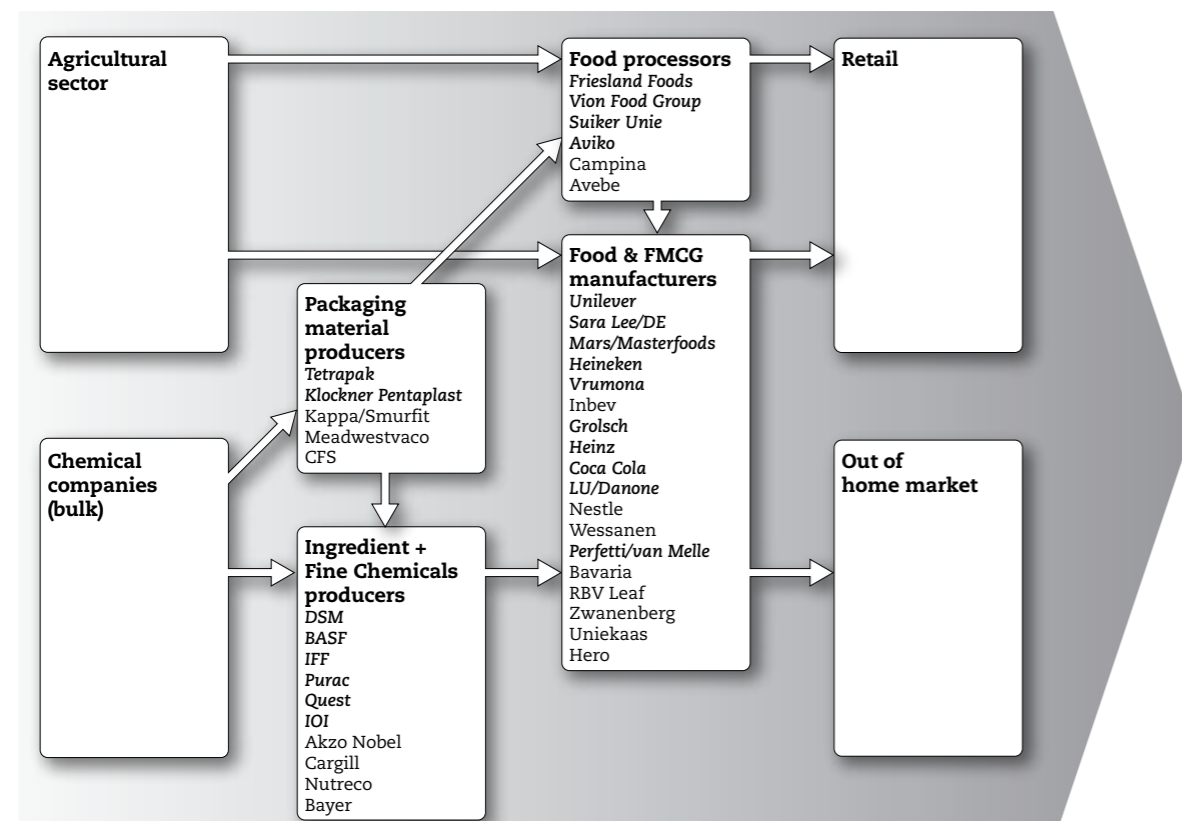 Agricultural
sector
Food processors
Friesland Foods
Vion Food Group
Suiker Unie
Aviko
Campina
Avebe
Retail
Packaging
material
producers
Tetrapak
Klockner Pentaplast
Kappa/Smurfit
Meadwestvaco
CFS
Food & FMCG
manufacturers
Unilever
Sara Lee/DE
Mars/Masterfoods
Heineken
Vrumona
Inbev
Grolsch
Heinz
Coca Cola
LU/Danone
Nestle
Wessanen
Perfetti/van Melle
Bavaria
RBV Leaf
Zwanenberg
Uniekaas
Hero
Chemical
companies
(bulk)
Ingredient +
Fine Chemicals
producers
DSM
BASF
IFF
Purac
Quest
IOI
Akzo Nobel
Cargill
Nutreco
Bayer
Out of
home market